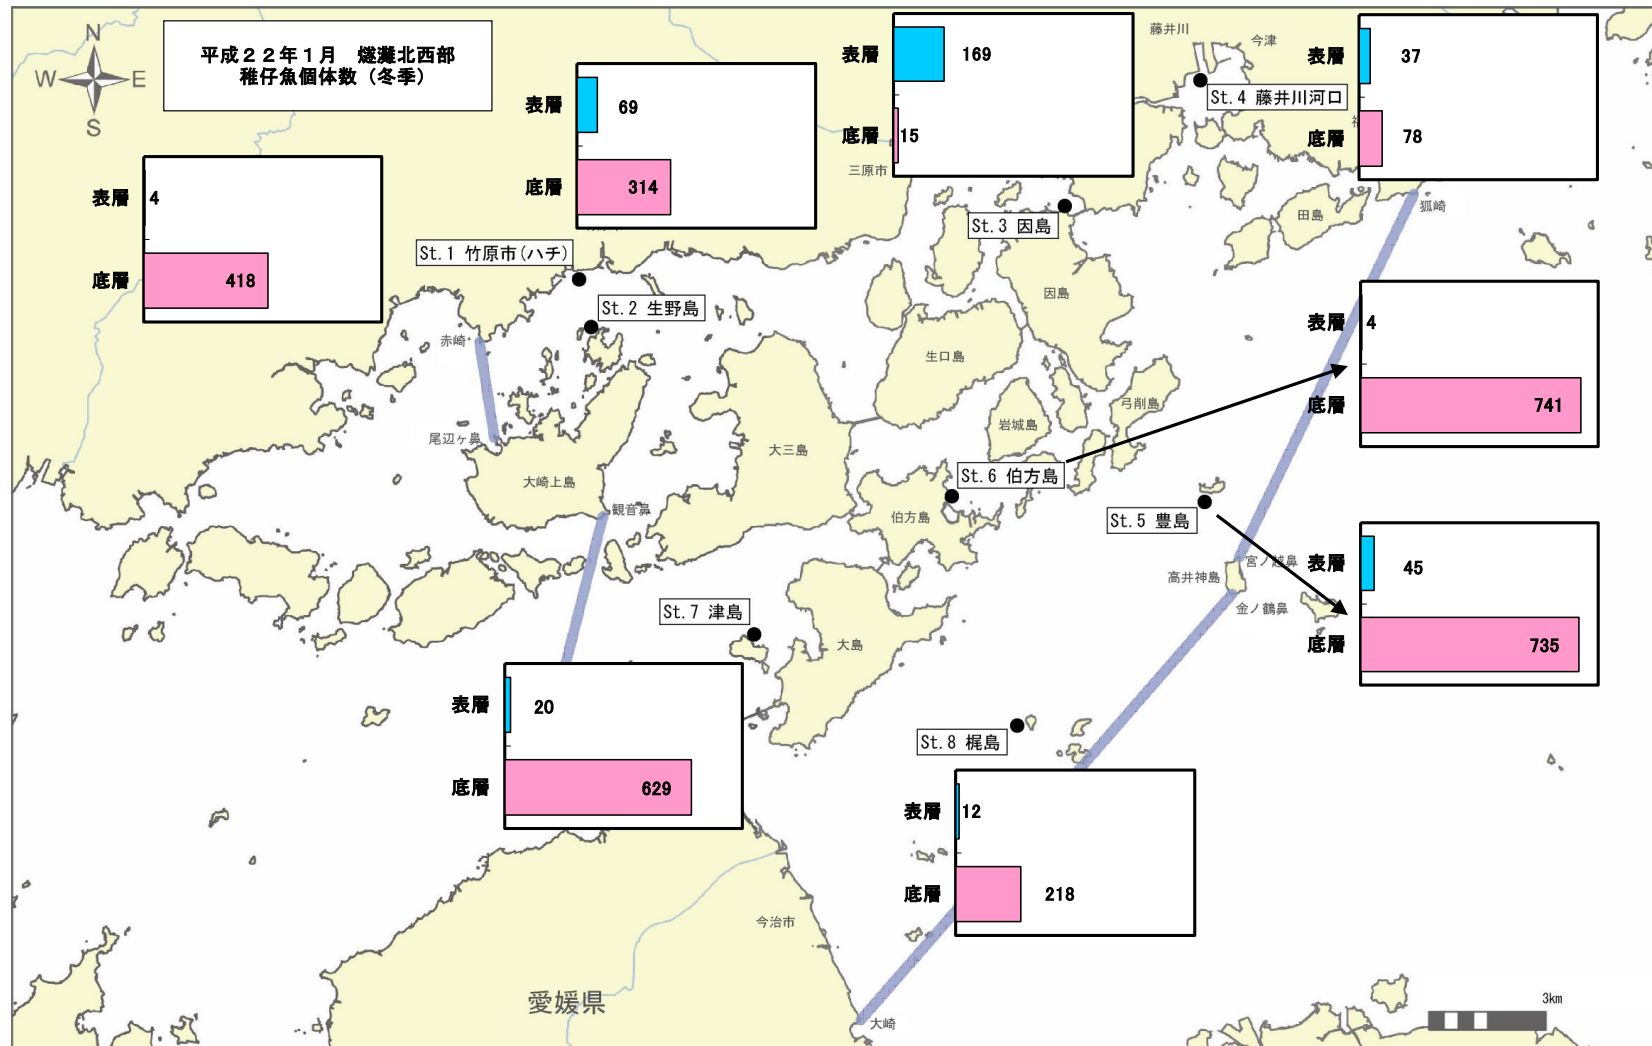 平成２２年１月　燧灘北西部
稚仔魚個体数（冬季）
N
W
E
S
表層
4
底層
418
表層
69
底層
314
表層
169
底層
15
表層
37
底層
78
藤井川
今津
St.4 藤井川河口
三原市
St.3 因島
田島
狐崎
St.1 竹原市(ハチ)
St.2 生野島
赤崎
因島
生口島
弓削島
岩城島
尾辺ヶ鼻
大三島
大崎上島
観音鼻
St.6 伯方島
伯方島
St.5 豊島
表層
4
底層
741
宮ノ越鼻
高井神島
金ノ鶴鼻
表層
45
底層
735
St.7 津島
大島
表層
20
底層
629
St.8 梶島
表層
12
底層
218
今治市
愛媛県
大崎
3km